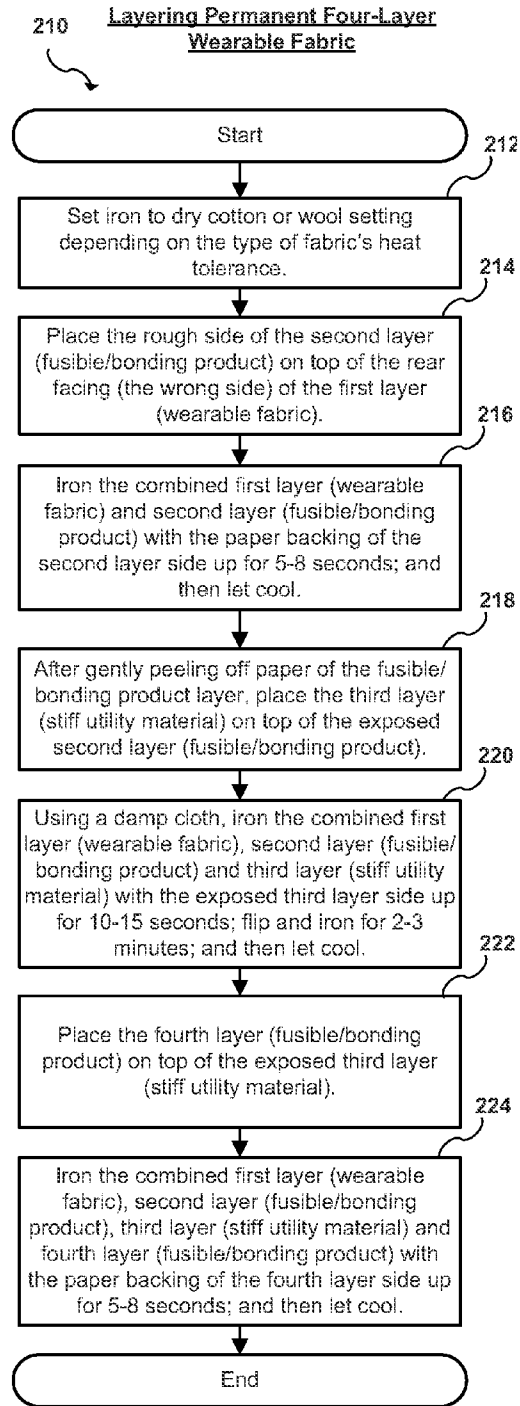 Layering Permanent Four-Layer
Wearable Fabric
210
Start
212
Set iron to dry cotton or wool setting
depending on the type of fabric's heat
tolerance.
214
Place the rough side of the second layer
(fusible/bonding product) on top of the rear
facing (the wrong side) of the first layer
(wearable fabric).
216
Iron the combined first layer (wearable
fabric) and second layer (fusible/bonding
product) with the paper backing of the
second layer side up for 5-8 seconds; and
then let cool.
218
After gently peeling off paper of the fusible/
bonding product layer, place the third layer
(stiff utility material) on top of the exposed
second layer (fusible/bonding product).
220
Using a damp cloth, iron the combined first
layer (wearable fabric), second layer (fusible/
bonding product) and third layer (stiff utility
material) with the exposed third layer side up
for 10-15 seconds; flip and iron for 2-3
minutes; and then let cool.
222
Place the fourth layer (fusible/bonding
product) on top of the exposed third layer
(stiff utility material).
224
Iron the combined first layer (wearable
fabric), second layer (fusible/bonding
product), third layer (stiff utility material) and
fourth layer (fusible/bonding product) with
the paper backing of the fourth layer side up
for 5-8 seconds; and then let cool.
End